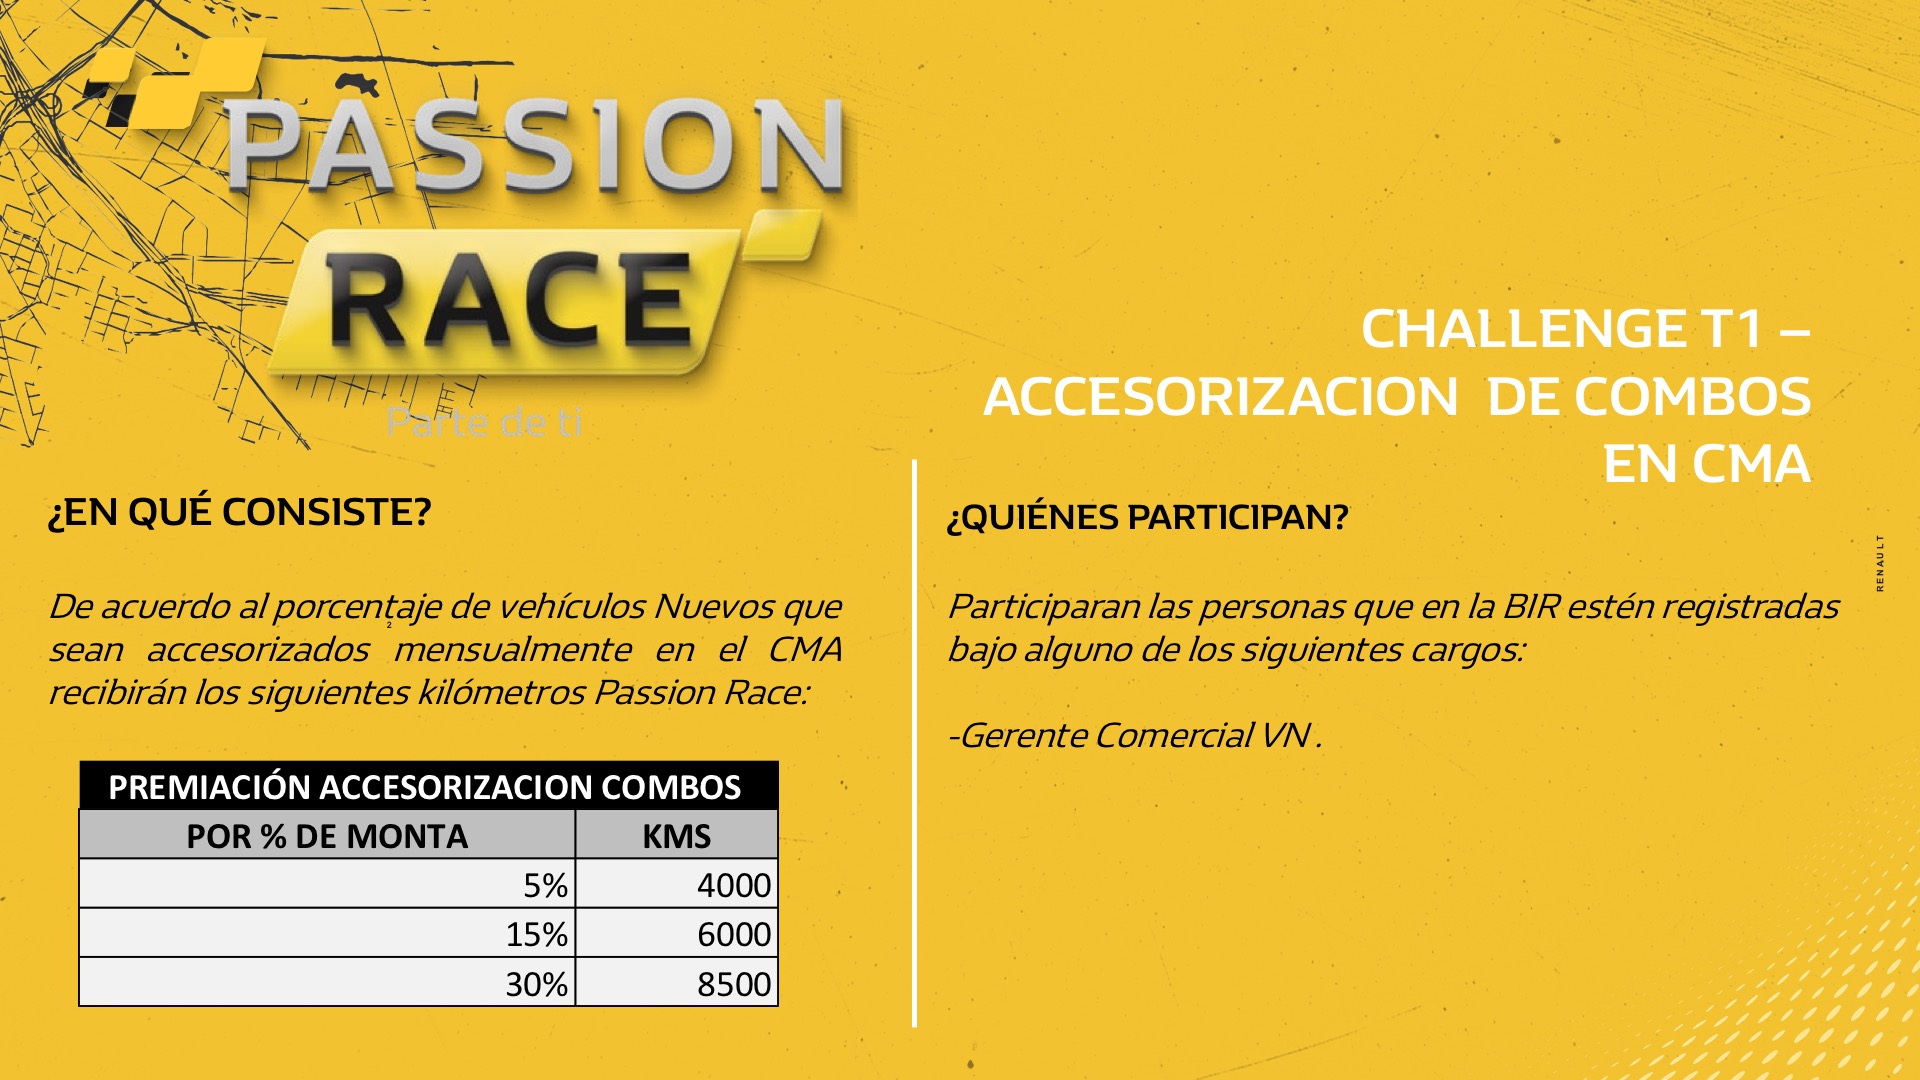 PASSION
RACE
Parte de ti
CHALLENGE T1 –
ACCESORIZACION DE COMBOS
EN CMA
¿EN QUÉ CONSISTE?
De acuerdo al porcentaje de vehículos Nuevos que
sean accesorizados mensualmente en el CMA
recibirán los siguientes kilómetros Passion Race:
2
PREMIACIÓN ACCESORIZACION COMBOS
POR % DE MONTA KMS
5% 4000
15% 6000
30% 8500
¿QUIÉNES PARTICIPAN?
Participaran las personas que en la BIR estén registradas
bajo alguno de los siguientes cargos:
-Gerente Comercial VN .
RENAULT